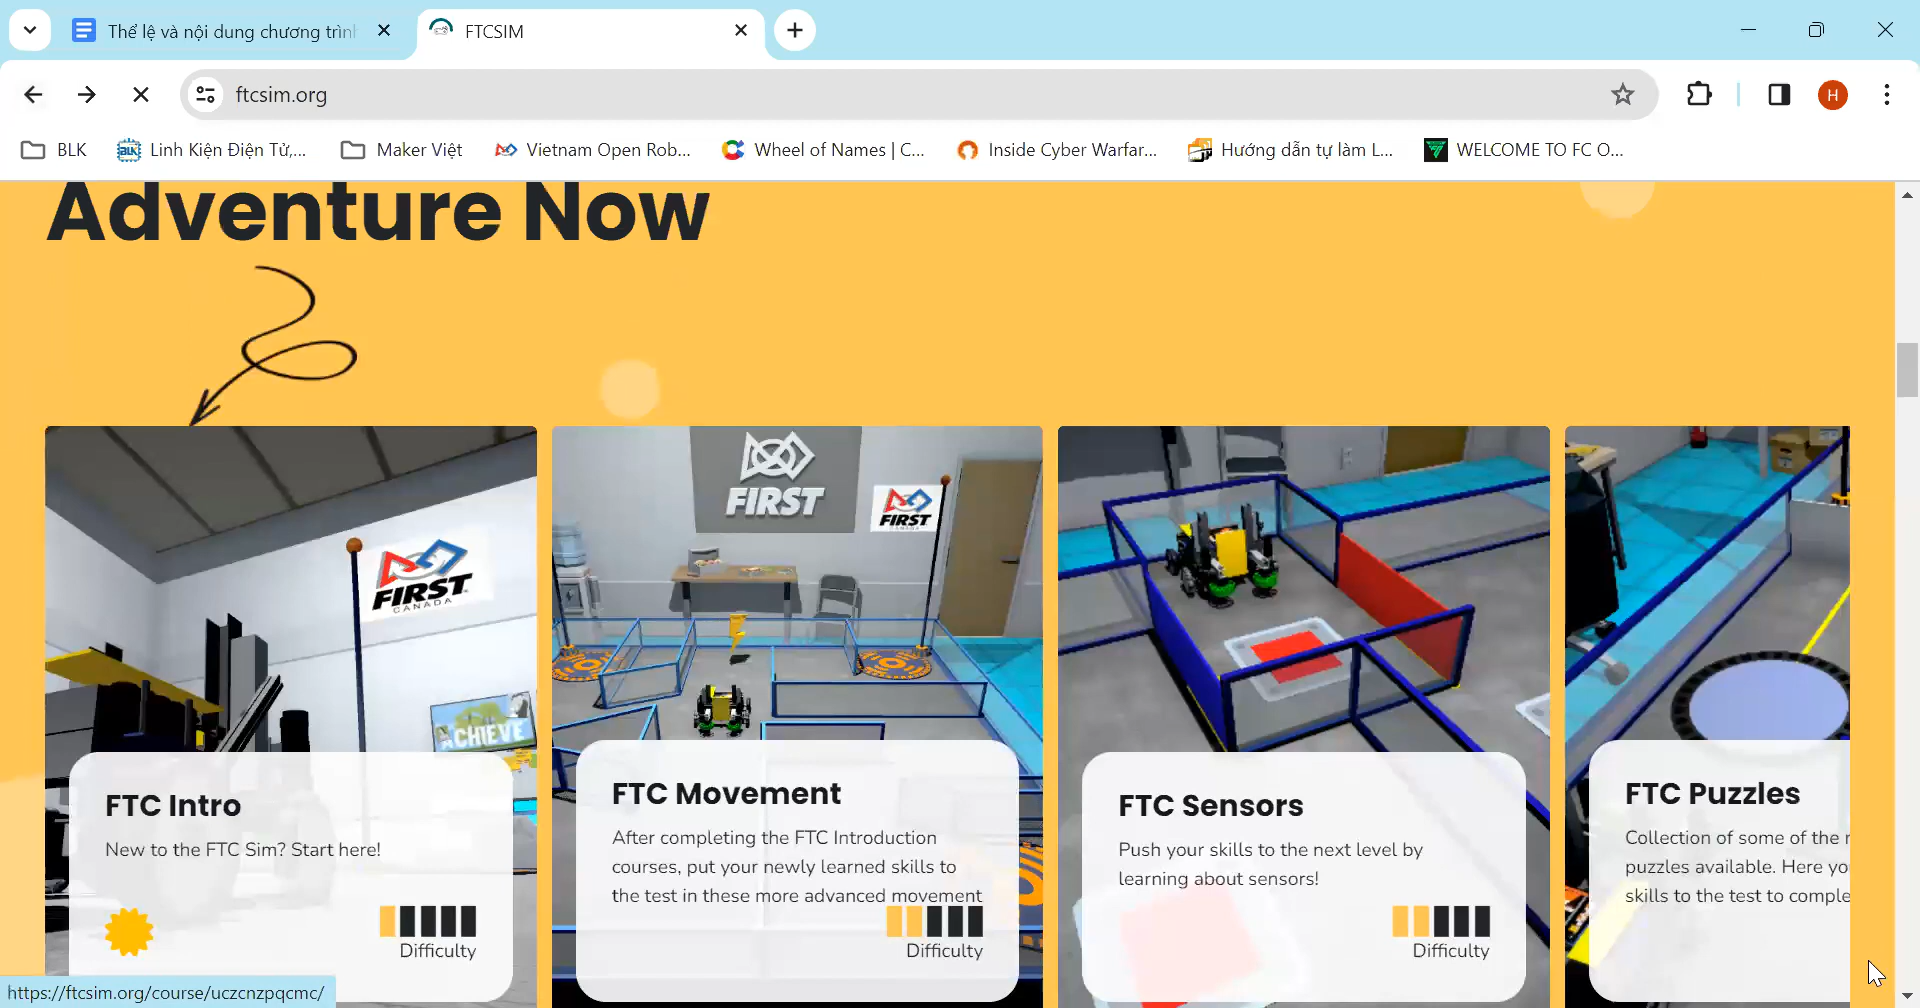 Thể lệ và nội dung chương trìn
FTCSIM
ftcsim.org
H
BLK
Linh Kiện Điện Tử,...
Maker Việt
Vietnam Open Rob...
Wheel of Names | C...
Inside Cyber Warfar...
Hướng dẫn tự làm L...
WELCOME TO FC O...
Adventure Now
FIRST
CANADA
ACHIEVE
FTC Intro
New to the FTC Sim? Start here!
Difficulty
FIRST
FIRST
FTC Movement
After completing the FTC Introduction
courses, put your newly learned skills to
the test in these more advanced movement
Difficulty
FTC Sensors
Push your skills to the next level by
learning about sensors!
Difficulty
FTC Puzzles
Collection of some of the
puzzles available. Here yo
skills to the test to comple
https://ftcsim.org/course/uczcnzpqcmc/